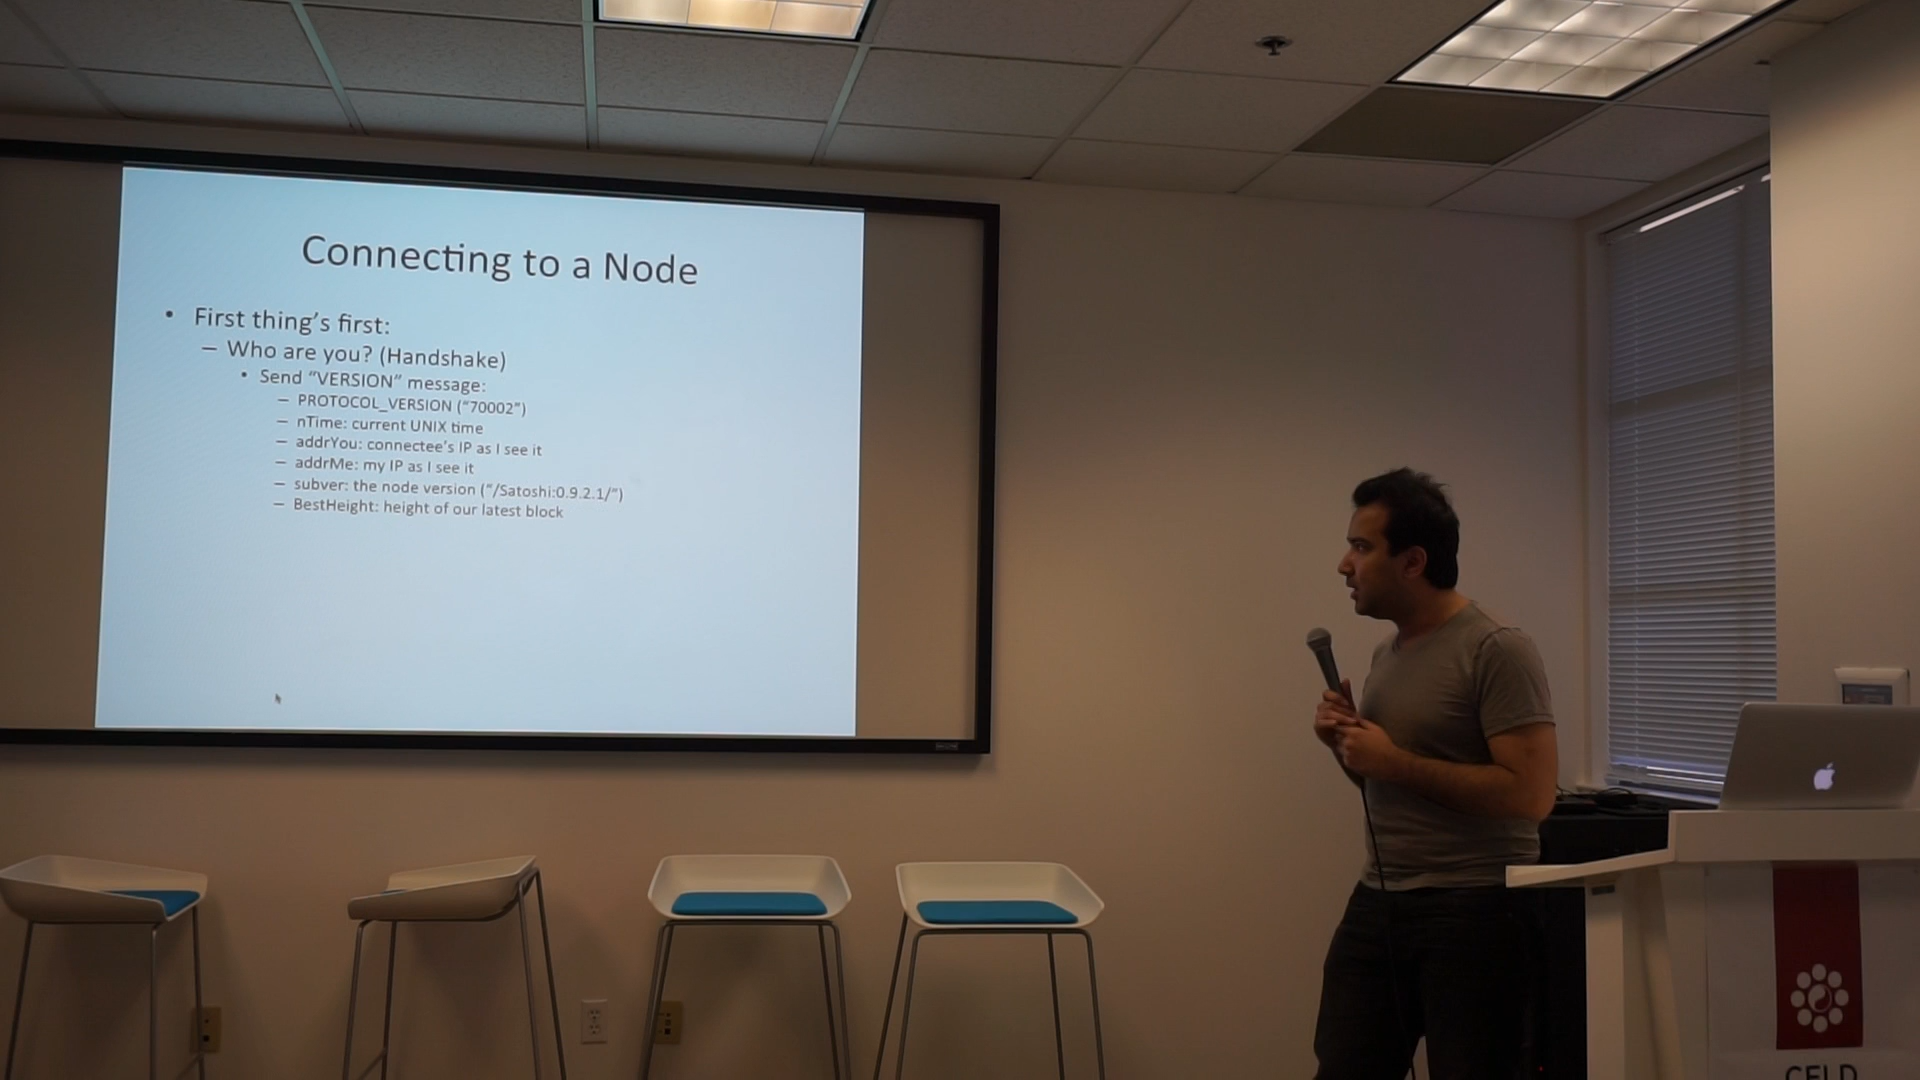 Connecting to a Node
• First thing's first:
– Who are you? (Handshake)
• Send "VERSION" message:
– PROTOCOL_VERSION ("70002")
– nTime: current UNIX time
– addrYou: connectee's IP as I see it
– addrMe: my IP as I see it
– subver: the node version ("/Satoshi:0.9.2.1/")
– BestHeight: height of our latest block